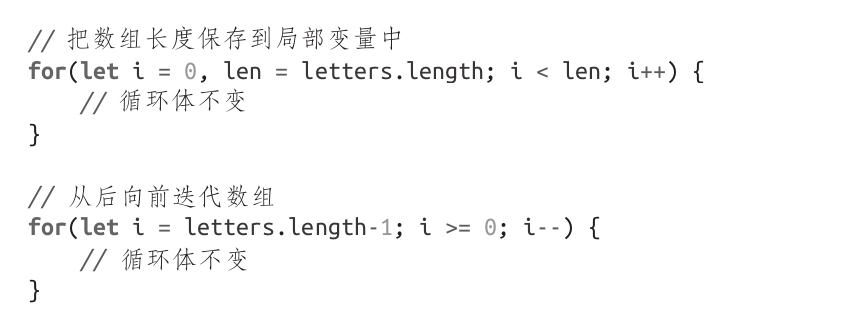 // 把数组长度保存到局部变量中
for(let i = 0, len = letters.length; i < len; i++) {
    // 循环体不变
}

// 从后向前迭代数组
for(let i = letters.length-1; i >= 0; i--) {
    // 循环体不变
}